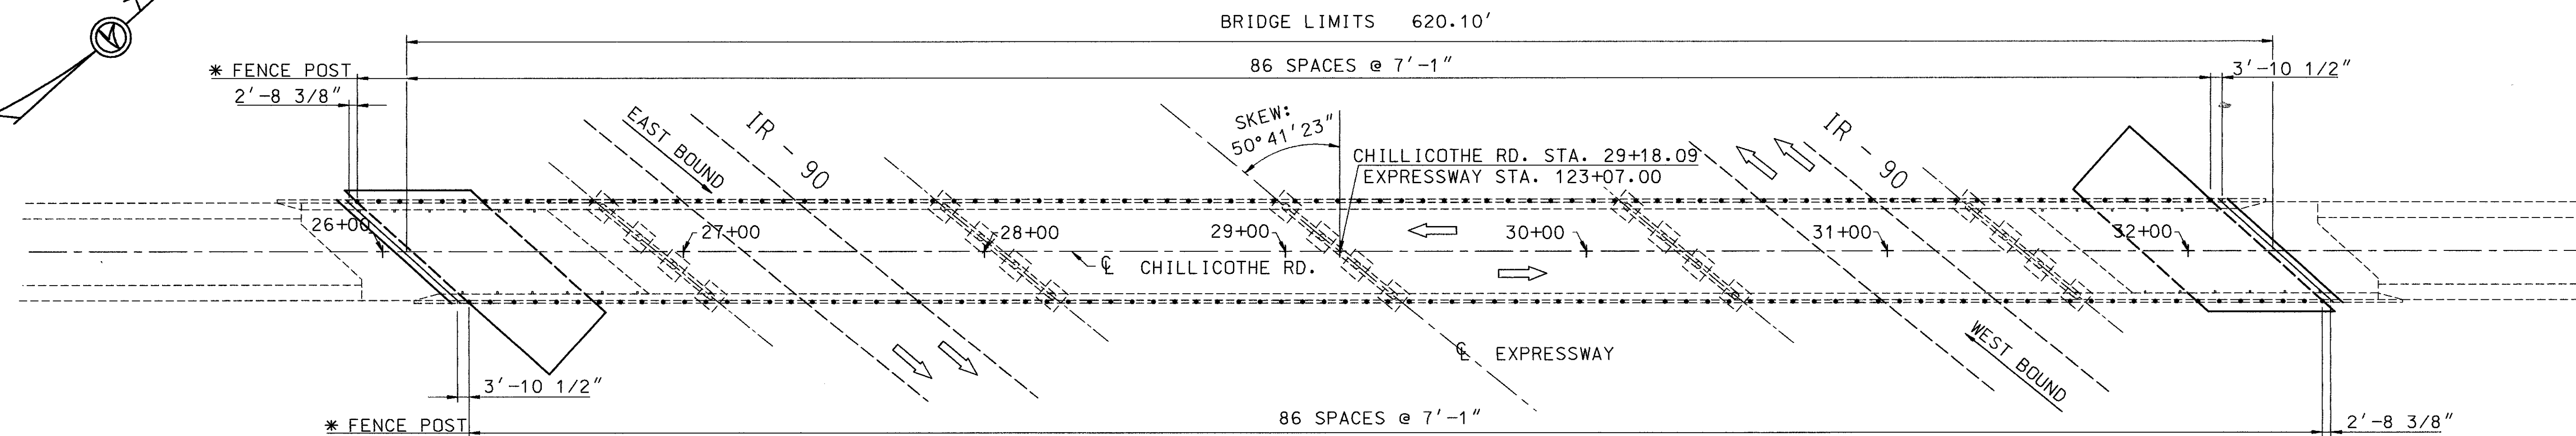 BRIDGE LIMITS 620.10'
* FENCE POST
86 SPACES @ 7'-1"
3'-10 1/2"
2'-8 3/8"
EAST BOUND
IR - 90
SKEW:
50°41'23"
CHILLICOTHE RD. STA. 29+18.09
EXPRESSWAY STA. 123+07.00
IR - 90
26+00
27+00
28+00
29+00
30+00
31+00
32+00
℄ CHILLICOTHE RD.
℄ EXPRESSWAY
WEST BOUND
3'-10 1/2"
* FENCE POST
86 SPACES @ 7'-1"
2'-8 3/8"